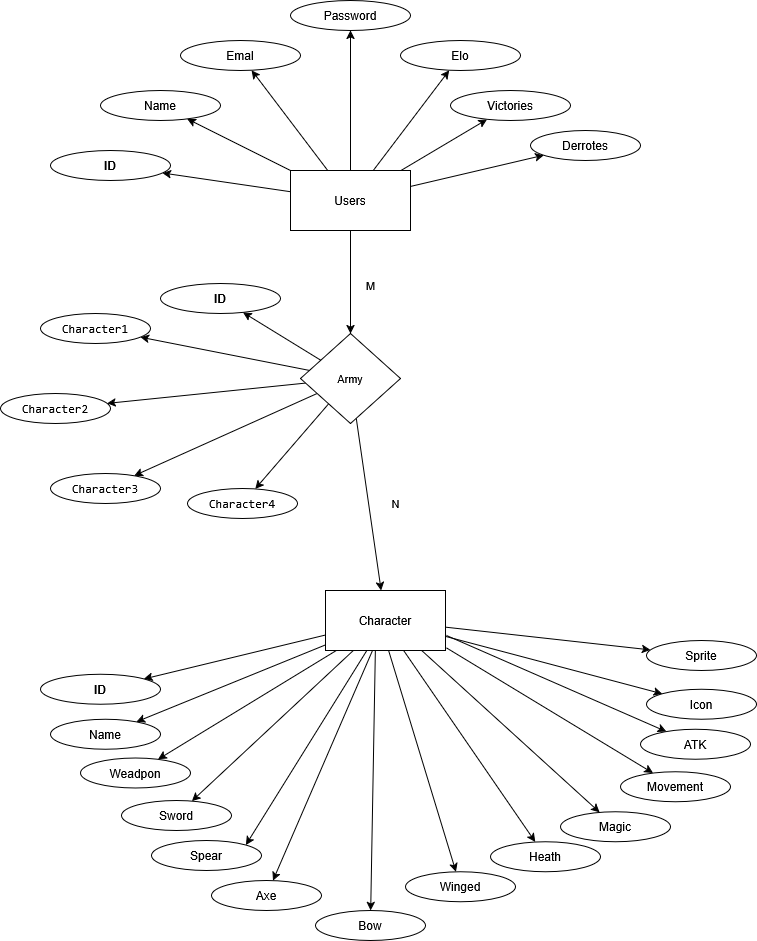 Password
Emal
Elo
Name
Victories
Derrotes
ID
Users
M
ID
Character1
Army
Character2
Character3
Character4
N
Character
Sprite
ID
Icon
Name
ATK
Weadpon
Movement
Sword
Magic
Spear
Heath
Axe
Winged
Bow